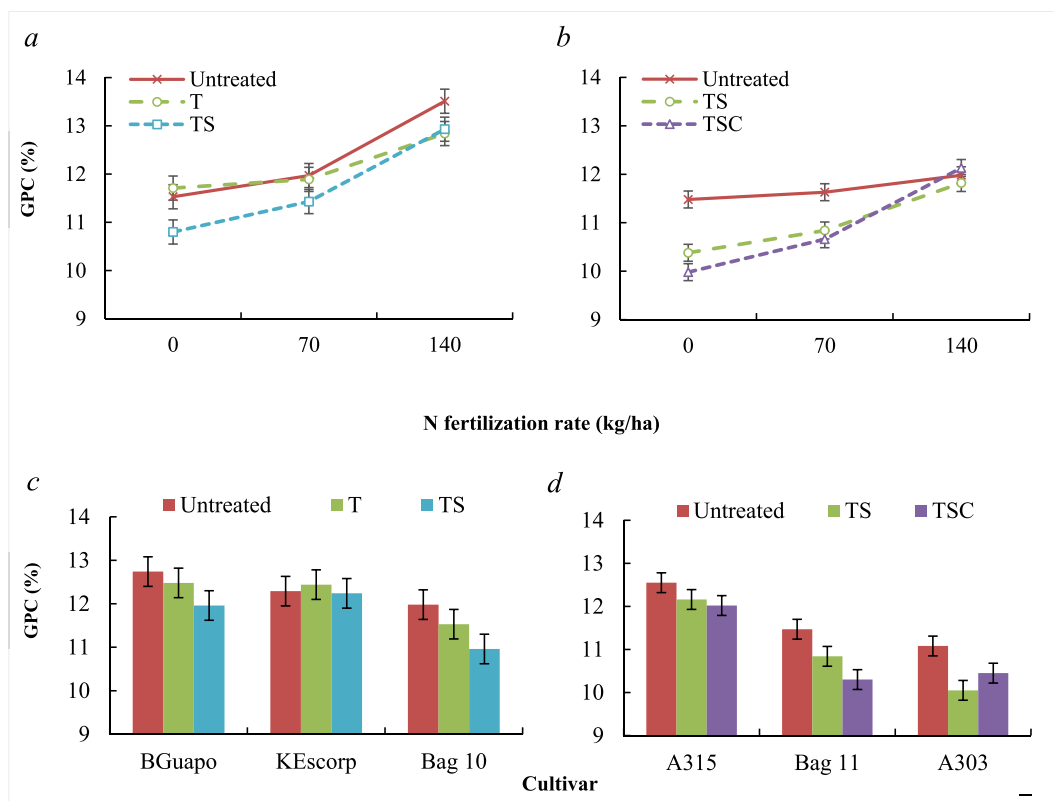 a
14
13
12
11
10
9
GPC (%)
Untreated
T
TS
0 70 140
b
14
13
12
11
10
9
Untreated
TS
TSC
0 70 140
N fertilization rate (kg/ha)
c
Untreated T TS
14
13
12
11
10
9
GPC (%)
BGuapo KEscorp Bag 10
d
Untreated TS TSC
14
13
12
11
10
9
A315 Bag 11 A303
Cultivar